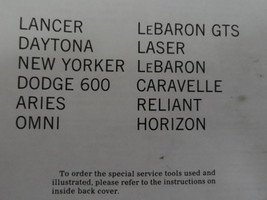 LANCER LEBARON GTS
DAYTONA LASER
NEW YORKER LEBARON
DODGE 600 CARAVELLE
ARIES RELIANT
OMNI HORIZON
To order the special service tools used and
illustrated, please refer to the instructions on
inside back cover.